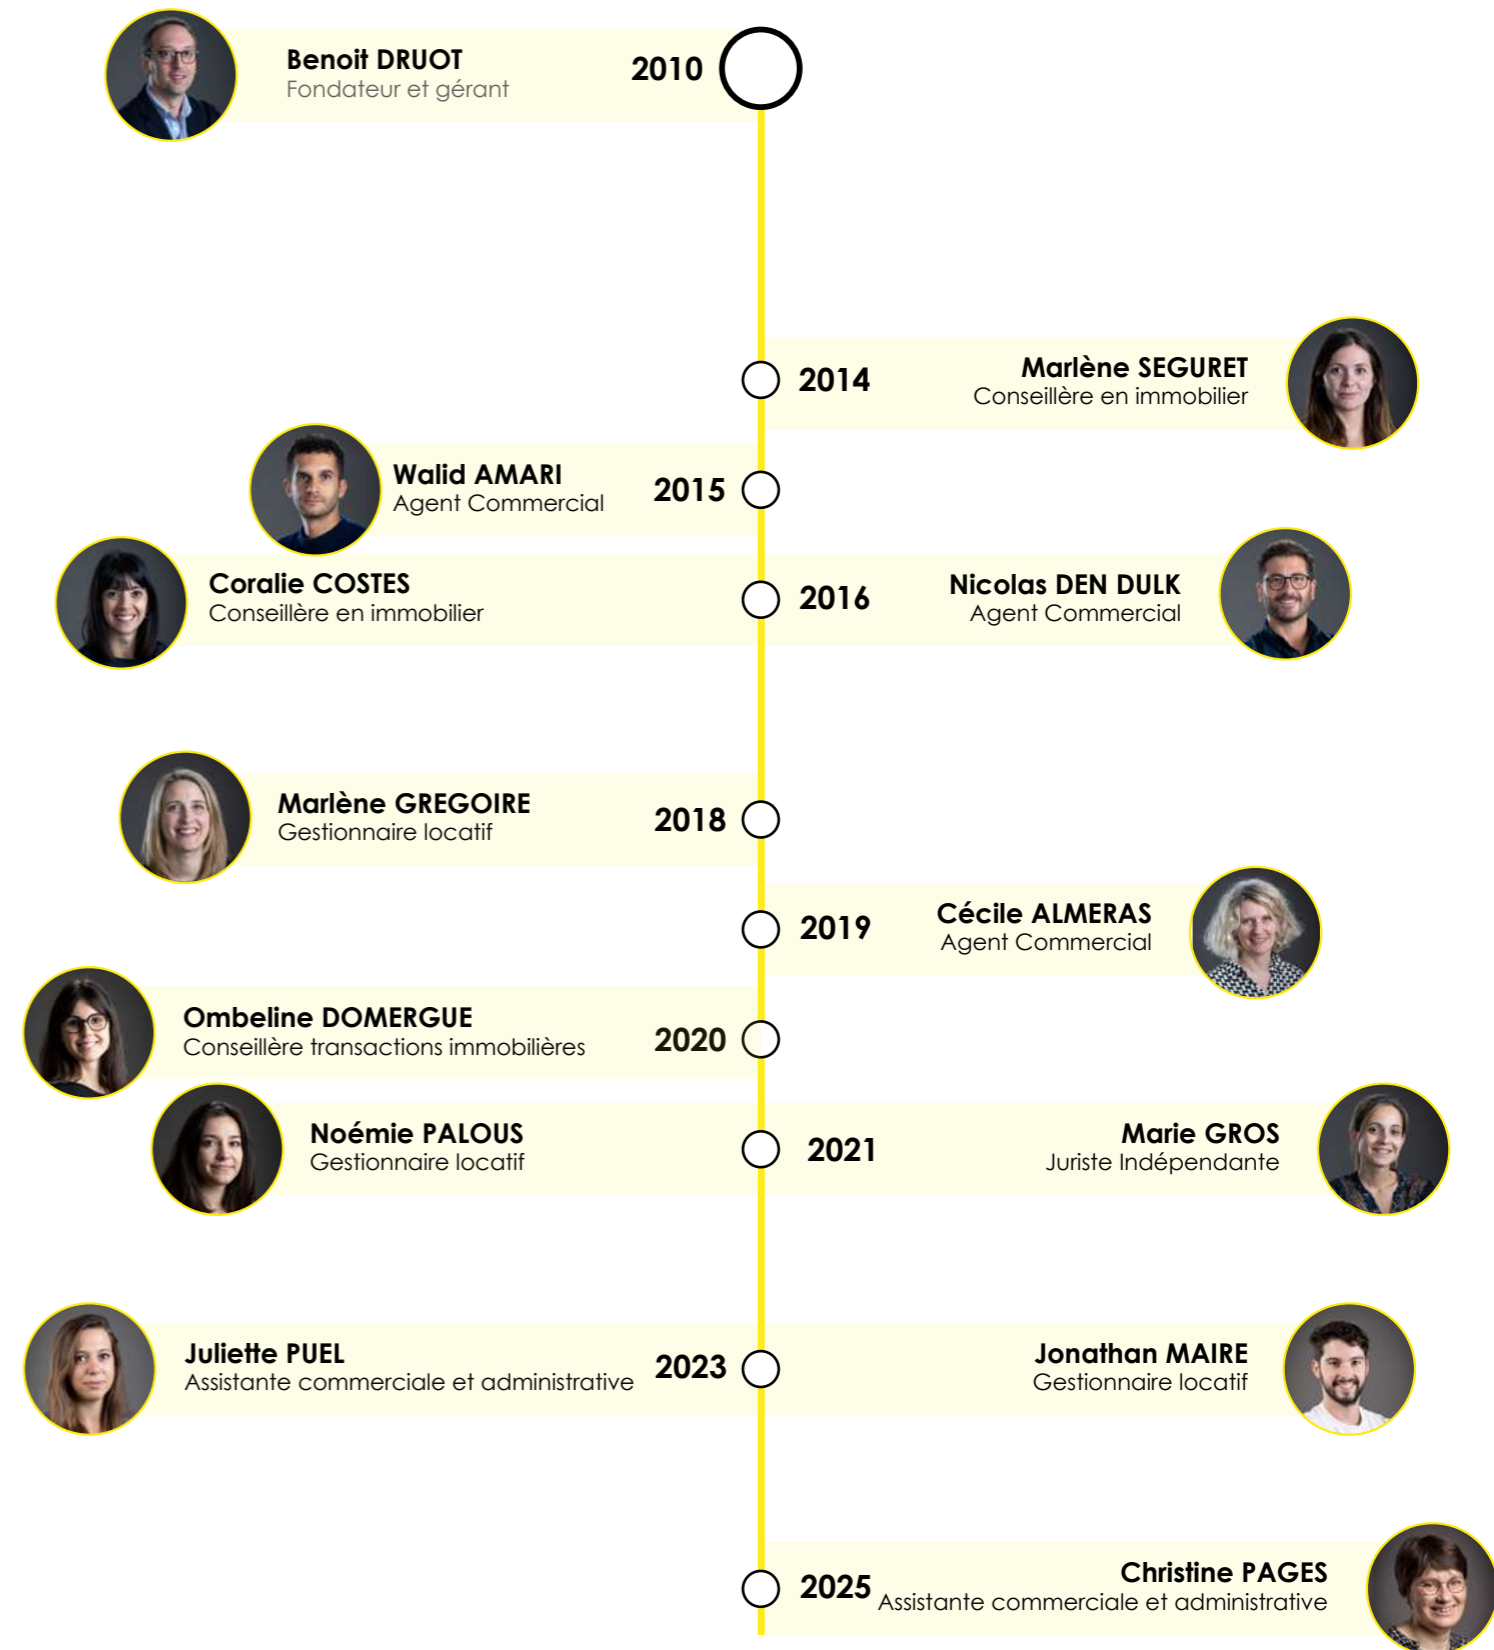 Benoit DRUOT
Fondateur et gérant
2010
2014
Marlène SEGURET
Conseillère en immobilier
Walid AMARI
Agent Commercial
2015
Coralie COSTES
Conseillère en immobilier
2016
Nicolas DEN DULK
Agent Commercial
Marlène GREGOIRE
Gestionnaire locatif
2018
2019
Cécile ALMERAS
Agent Commercial
Ombeline DOMERGUE
Conseillère transactions immobilières
2020
Noémie PALOUS
Gestionnaire locatif
2021
Marie GROS
Juriste Indépendante
Juliette PUEL
Assistante commerciale et administrative
2023
Jonathan MAIRE
Gestionnaire locatif
2025
Christine PAGES
Assistante commerciale et administrative